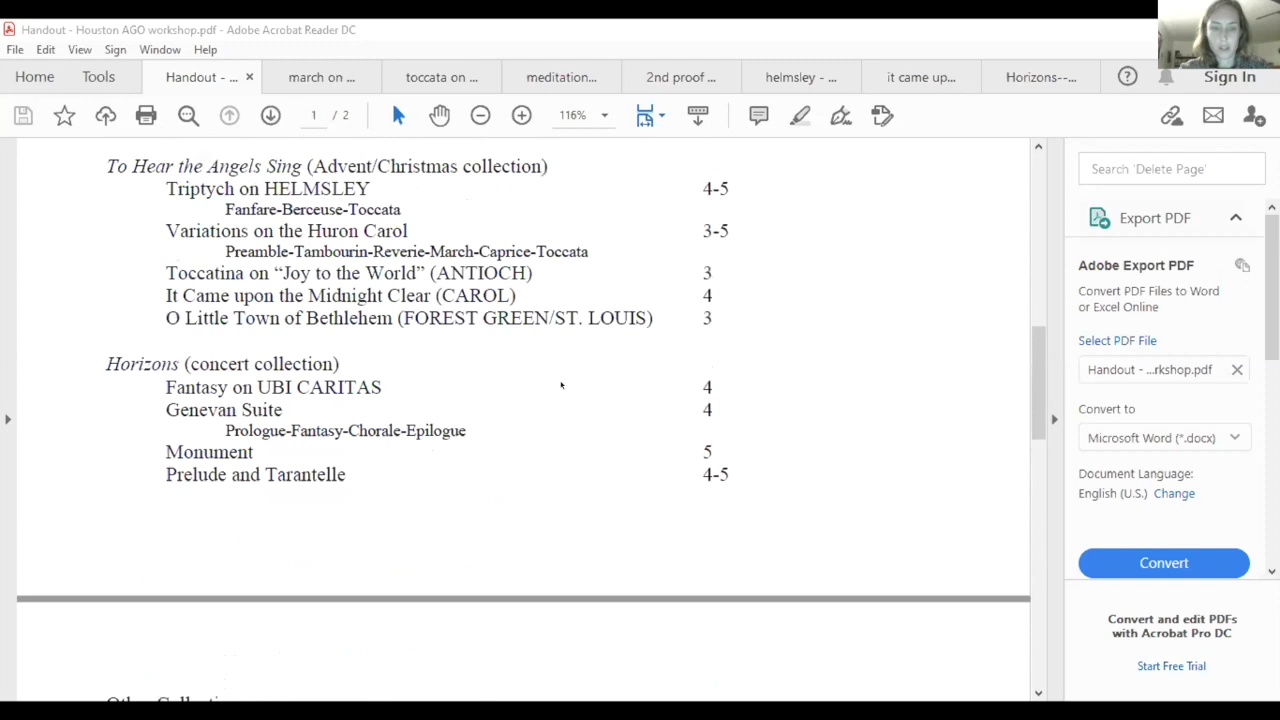 Handout - Houston AGO workshop.pdf - Adobe Acrobat Reader DC
File Edit View Sign Window Help
Home Tools Handout - ... × march on ... toccata on ... meditation... 2nd proof ... helmsley - ... it came up... Horizons--... Sign In
1 / 2 116%
To Hear the Angels Sing (Advent/Christmas collection)
Triptych on HELMSLEY 4-5
Fanfare-Berceuse-Toccata
Variations on the Huron Carol 3-5
Preamble-Tambourin-Reverie-March-Caprice-Toccata
Toccatina on “Joy to the World” (ANTIOCH) 3
It Came upon the Midnight Clear (CAROL) 4
O Little Town of Bethlehem (FOREST GREEN/ST. LOUIS) 3
Horizons (concert collection)
Fantasy on UBI CARITAS 4
Genevan Suite 4
Prologue-Fantasy-Chorale-Epilogue
Monument 5
Prelude and Tarantelle 4-5
Search 'Delete Page'
Export PDF
Adobe Export PDF
Convert PDF Files to Word
or Excel Online
Select PDF File
Handout - ...rkshop.pdf
Convert to
Microsoft Word (*.docx)
Document Language:
English (U.S.) Change
Convert
Convert and edit PDFs
with Acrobat Pro DC
Start Free Trial